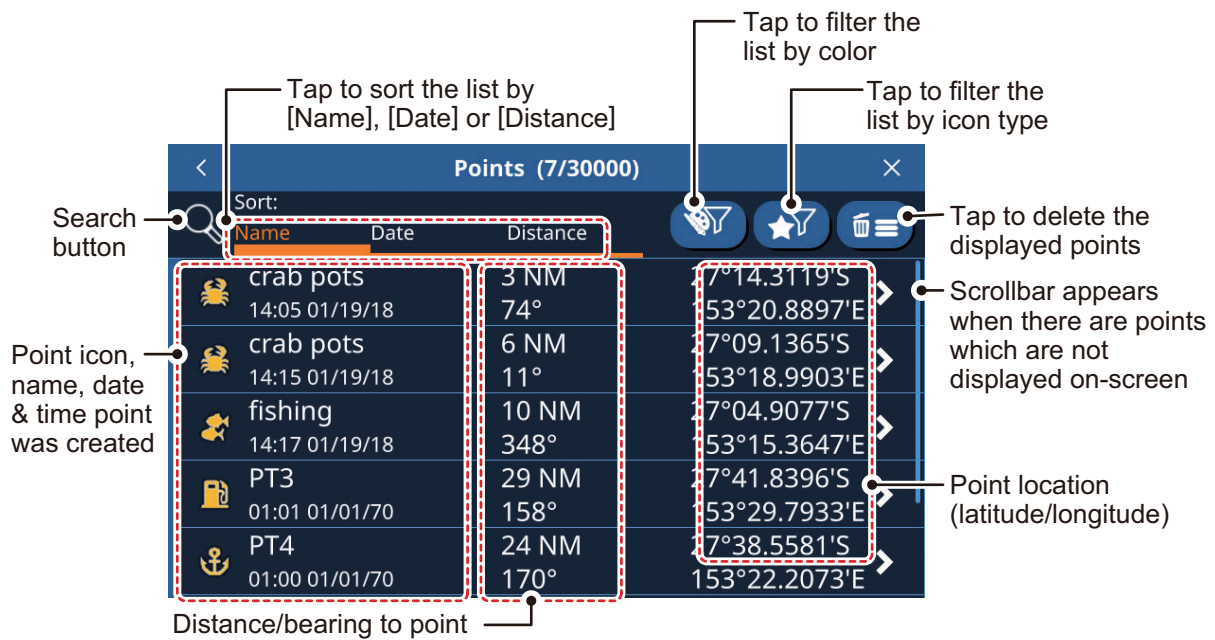 Tap to filter the
list by color
Tap to sort the list by
[Name], [Date] or [Distance]
Tap to filter the
list by icon type
Points (7/30000)
Search
button
Sort:
Name Date Distance
Tap to delete the
displayed points
crab pots 3 NM 27°14.3119'S
14:05 01/19/18 74° 153°20.8897'E
Scrollbar appears
when there are points
which are not
displayed on-screen
Point icon,
name, date
& time point
was created
crab pots 6 NM 27°09.1365'S
14:15 01/19/18 11° 153°18.9903'E
fishing 10 NM 27°04.9077'S
14:17 01/19/18 348° 153°15.3647'E
PT3 29 NM 27°41.8396'S
01:01 01/01/70 158° 153°29.7933'E
Point location
(latitude/longitude)
PT4 24 NM 27°38.5581'S
01:00 01/01/70 170° 153°22.2073'E
Distance/bearing to point